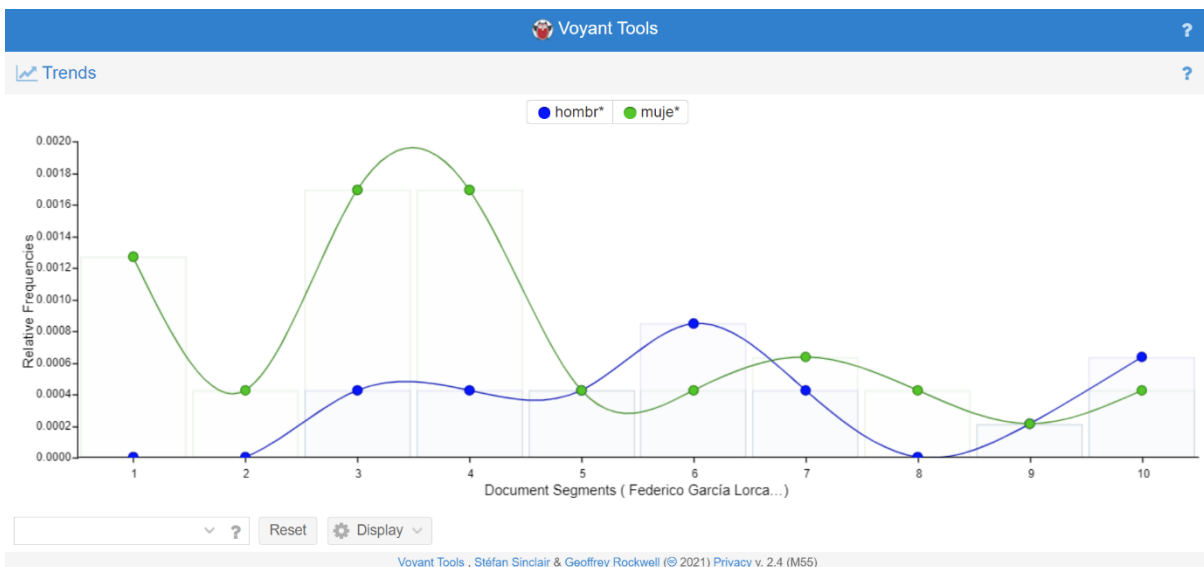 Voyant Tools
?
Trends
?
hombr* muje*
0.0020
0.0018
0.0016
0.0014
0.0012
0.0010
0.0008
0.0006
0.0004
0.0002
0.0000
Relative Frequencies
1 2 3 4 5 6 7 8 9 10
Document Segments ( Federico García Lorca...)
? Reset Display
Voyant Tools , Stéfan Sinclair & Geoffrey Rockwell (© 2021) Privacy v. 2.4 (M55)